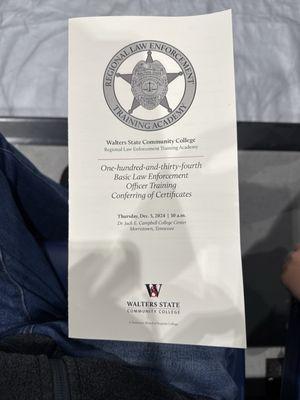 REGIONAL LAW ENFORCEMENT
TRAINING ACADEMY
Walters State Community College
Regional Law Enforcement Training Academy
One-hundred-and-thirty-fourth
Basic Law Enforcement
Officer Training
Conferring of Certificates
Thursday, Dec. 5, 2024 | 10 a.m.
Dr. Jack E. Campbell College Center
Morristown, Tennessee
W
WALTERS STATE
COMMUNITY COLLEGE